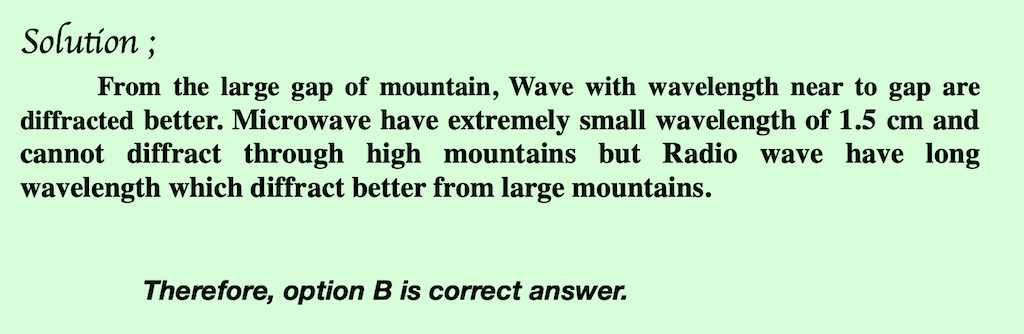 Solution ;
From the large gap of mountain, Wave with wavelength near to gap are
diffracted better. Microwave have extremely small wavelength of 1.5 cm and
cannot diffract through high mountains but Radio wave have long
wavelength which diffract better from large mountains.
Therefore, option B is correct answer.